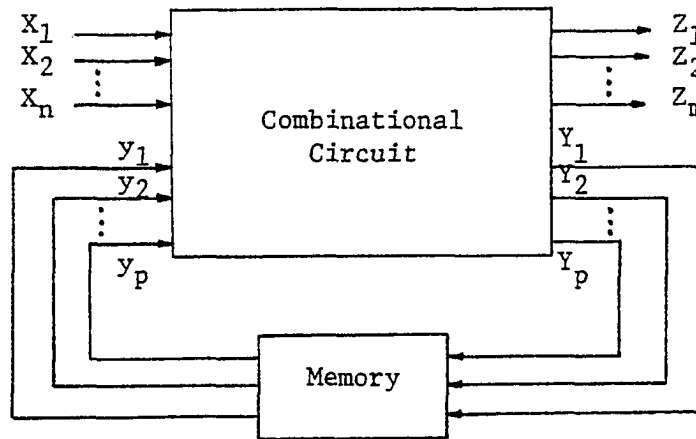 X1 Z1
X2 Z2
Xn Zm
Combinational
Circuit
y1 Y1
y2 Y2
yp Yp
Memory